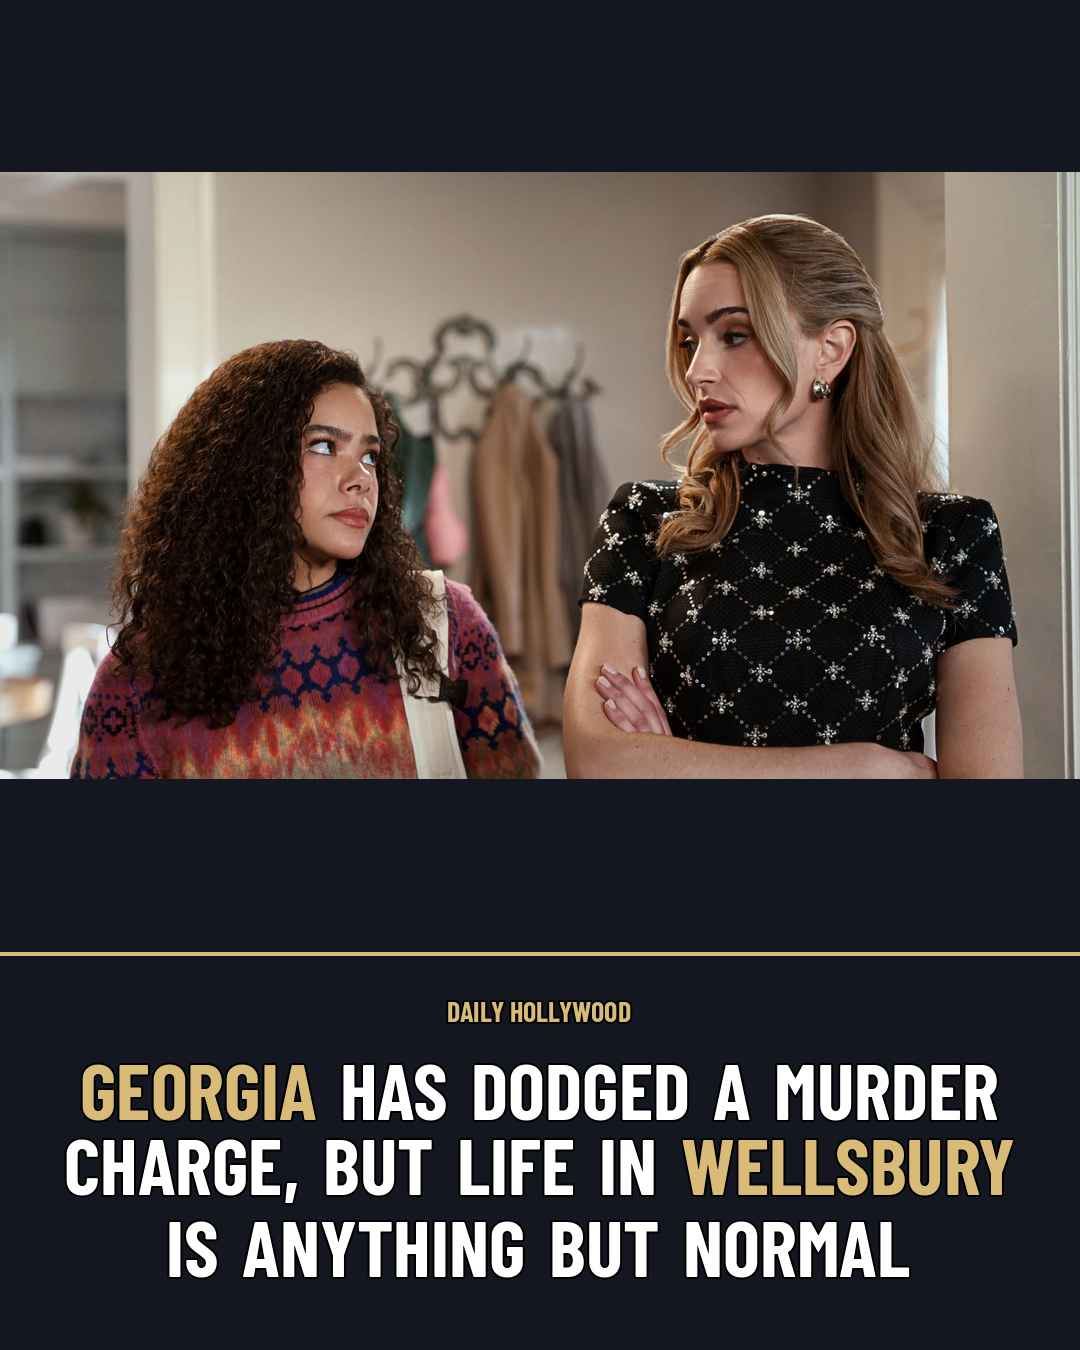 DAILY HOLLYWOOD
GEORGIA HAS DODGED A MURDER
CHARGE, BUT LIFE IN WELLSBURY
IS ANYTHING BUT NORMAL